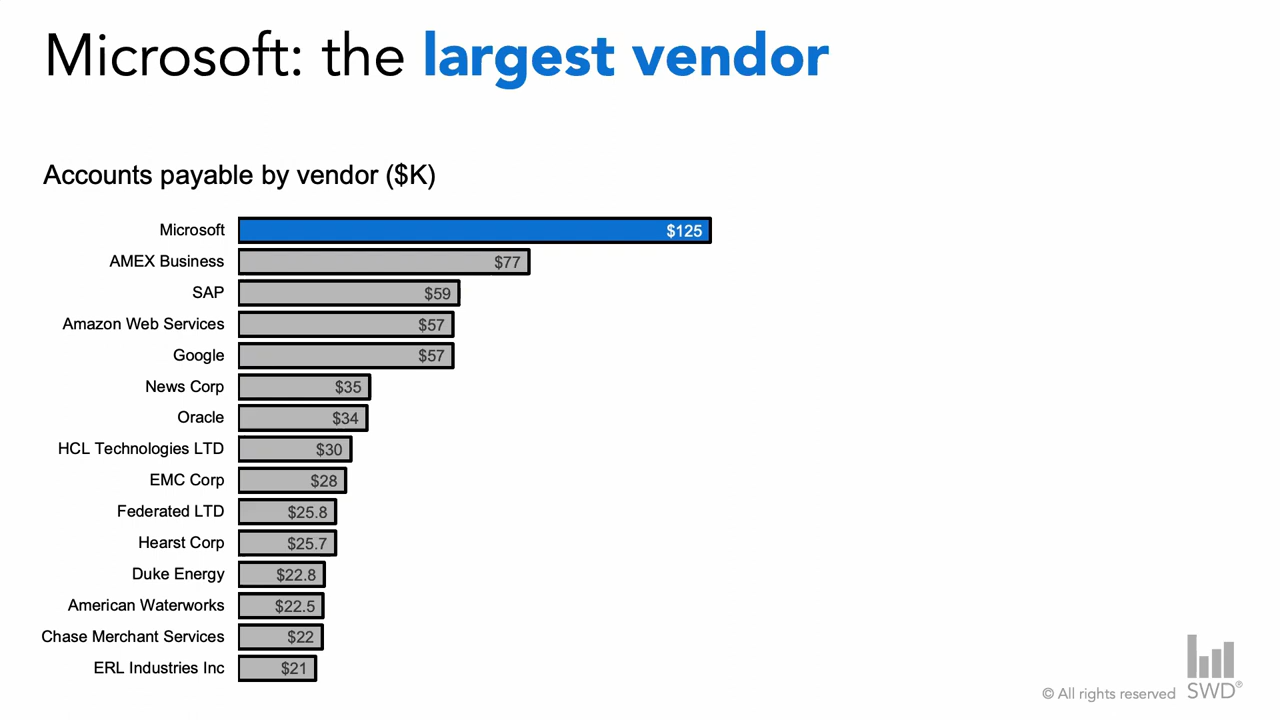 Microsoft: the largest vendor
Accounts payable by vendor ($K)
Microsoft $125
AMEX Business $77
SAP $59
Amazon Web Services $57
Google $57
News Corp $35
Oracle $34
HCL Technologies LTD $30
EMC Corp $28
Federated LTD $25.8
Hearst Corp $25.7
Duke Energy $22.8
American Waterworks $22.5
Chase Merchant Services $22
ERL Industries Inc $21
© All rights reserved SWD®